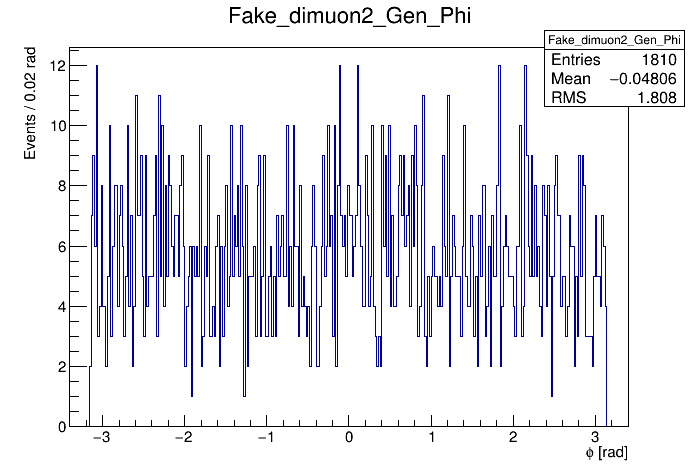 Fake_dimuon2_Gen_Phi
Fake_dimuon2_Gen_Phi
Entries 1810
Mean −0.04806
RMS 1.808
Events / 0.02 rad
12
10
8
6
4
2
0
−3 −2 −1 0 1 2 3
ϕ [rad]